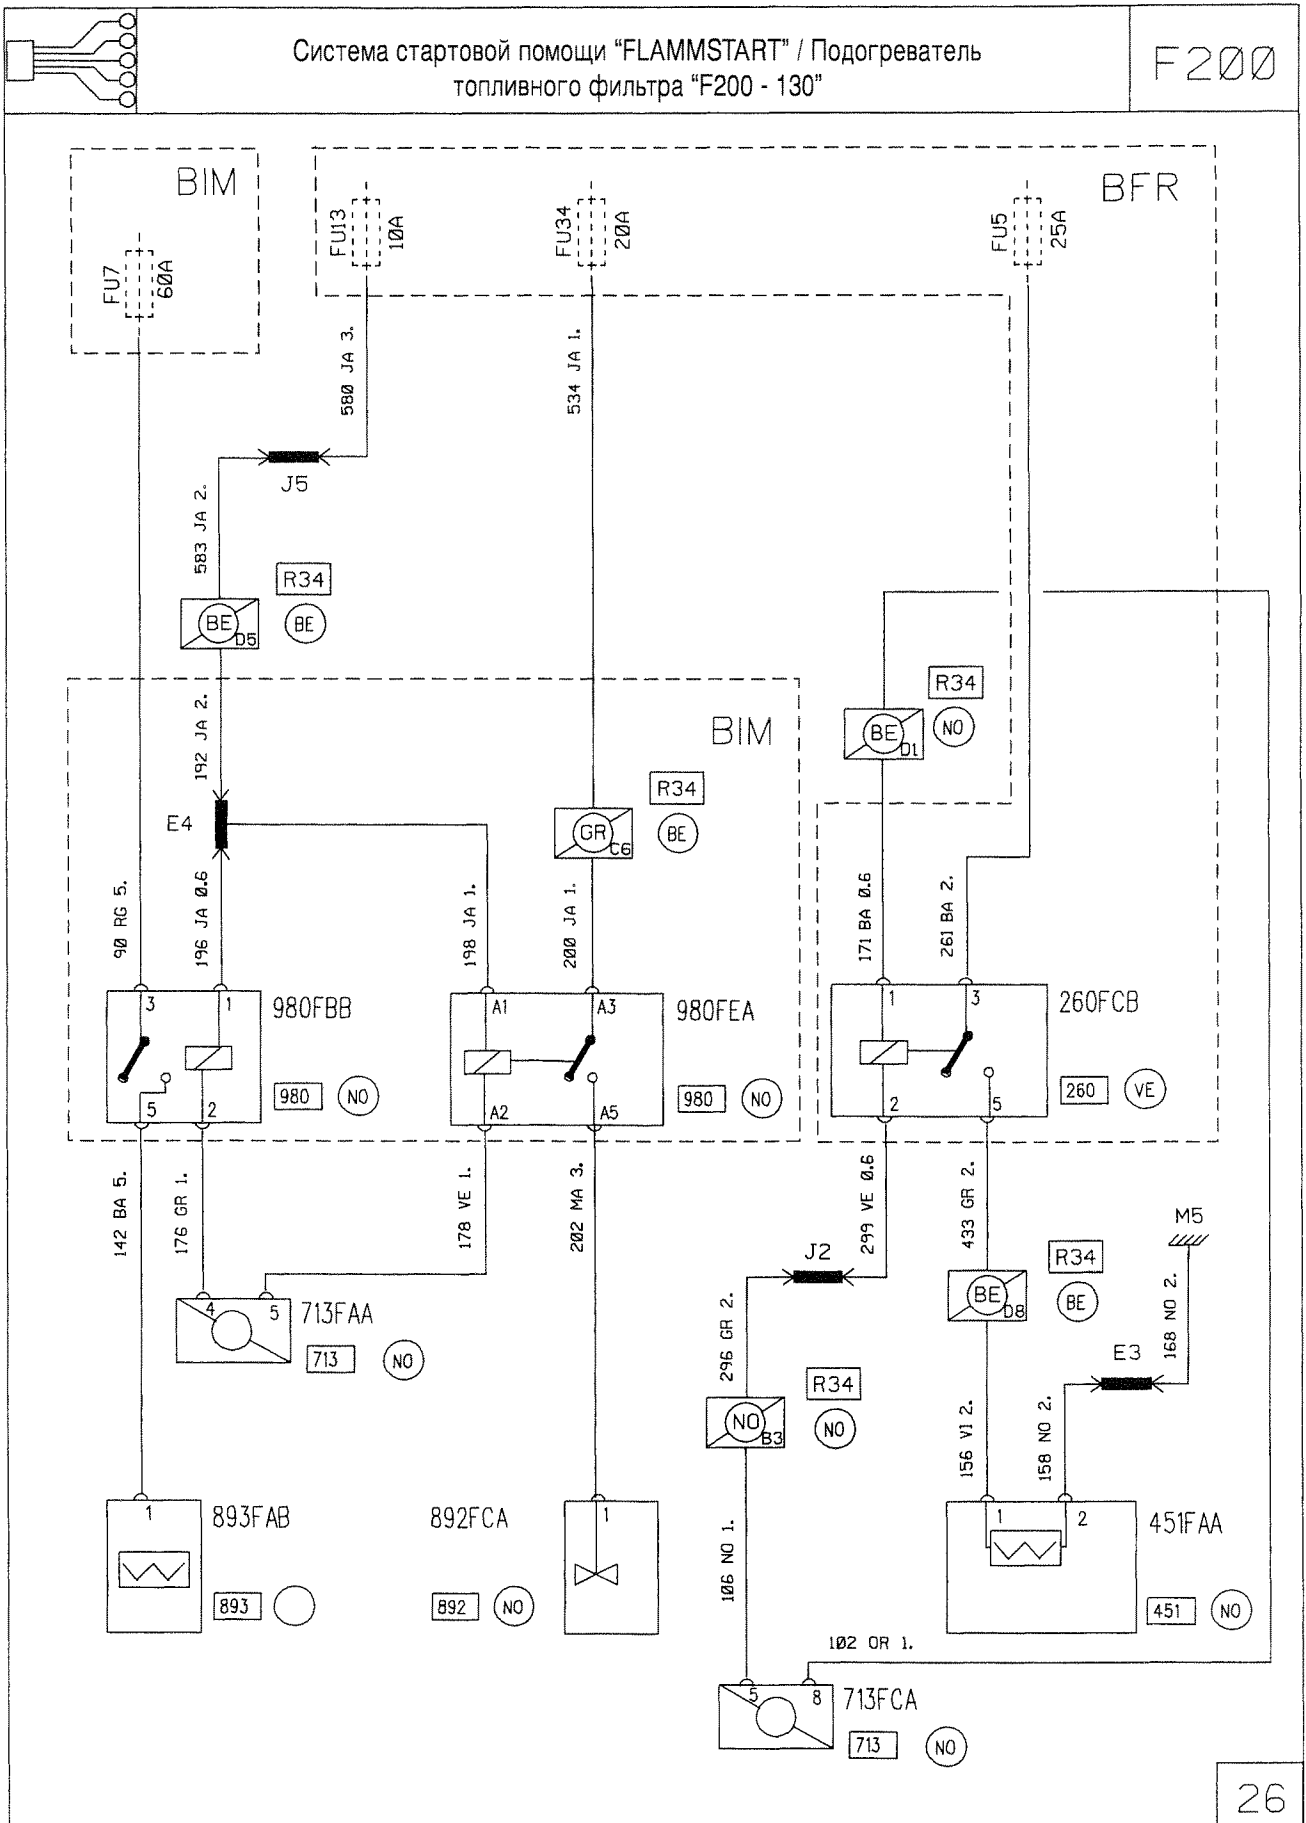 Система стартовой помощи “FLAMMSTART” / Подогреватель
топливного фильтра “F200 - 130”
F200
BIM
BFR
FU7
60A
FU13
10A
FU34
20A
FU5
25A
580 JA 3.
534 JA 1.
J5
583 JA 2.
R34
BE
D5
BE
BIM
192 JA 2.
E4
R34
BE
D1
NO
R34
GR
C6
BE
90 RG 5.
196 JA 0.6
198 JA 1.
200 JA 1.
171 BA 0.6
261 BA 2.
3
1
980FBB
A1
A3
980FEA
1
3
260FCB
5
2
980
NO
A2
A5
980
NO
2
5
260
VE
142 BA 5.
176 GR 1.
178 VE 1.
202 MA 3.
299 VE 0.6
433 GR 2.
M5
J2
R34
BE
D8
BE
168 NO 2.
4
5
713FAA
713
NO
296 GR 2.
E3
R34
NO
B3
NO
156 VI 2.
158 NO 2.
1
893FAB
893
892FCA
1
892
NO
1
2
451FAA
451
NO
106 NO 1.
102 OR 1.
5
8
713FCA
713
NO
26